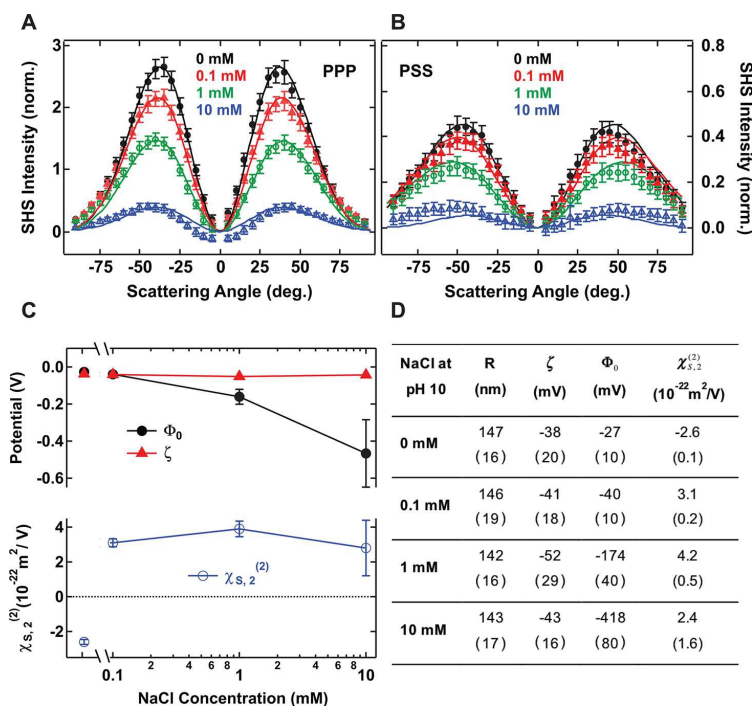 A
PPP
0 mM
0.1 mM
1 mM
10 mM
SHS Intensity (norm.)
2
1
0
-75 -50 -25 0 25 50 75
Scattering Angle (deg.)
B
PSS
0 mM
0.1 mM
1 mM
10 mM
0.8
0.6
0.4
0.2
0.0
SHS Intensity (norm.)
-75 -50 -25 0 25 50 75
Scattering Angle (deg.)
C
Potential (V)
0.0
-0.2
-0.4
-0.6
Φ0
ζ
χS, 2(2)(10-22m2/ V)
4
2
0
-2
χS, 2(2)
0.1 2 4 6 8 1 2 4 6 8 10
NaCl Concentration (mM)
D
NaCl at pH 10 R (nm) ζ (mV) Φ0 (mV) χS,2(2) (10-22m2/V)
0 mM 147 -38 -27 -2.6
(16) (20) (10) (0.1)
0.1 mM 146 -41 -40 3.1
(19) (18) (10) (0.2)
1 mM 142 -52 -174 4.2
(16) (29) (40) (0.5)
10 mM 143 -43 -418 2.4
(17) (16) (80) (1.6)